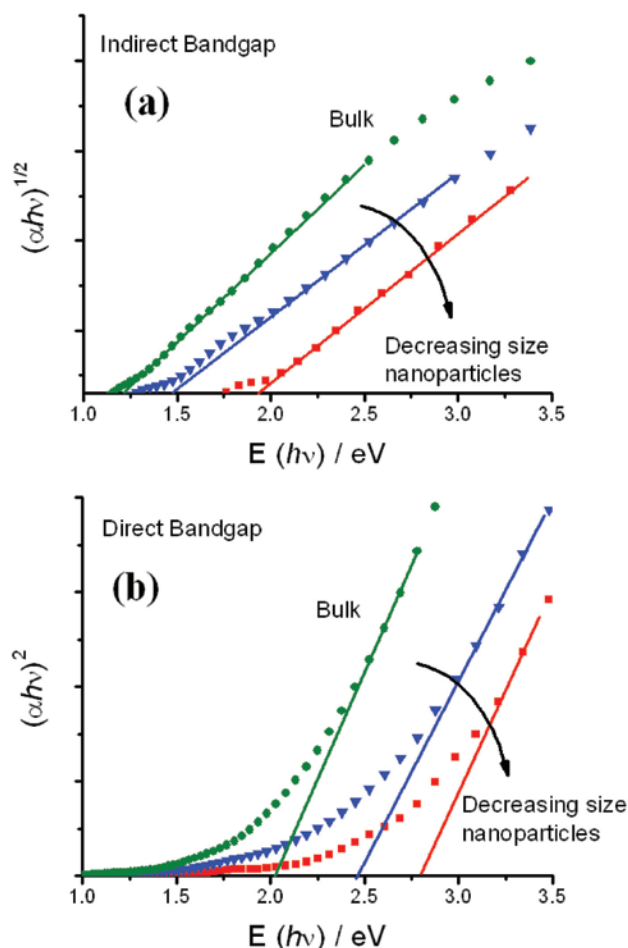 Indirect Bandgap
(a)
Bulk
(αhν)1/2
Decreasing size
nanoparticles
1.0 1.5 2.0 2.5 3.0 3.5
E (hν) / eV
Direct Bandgap
(b)
Bulk
(αhν)2
Decreasing size
nanoparticles
1.0 1.5 2.0 2.5 3.0 3.5
E (hν) / eV